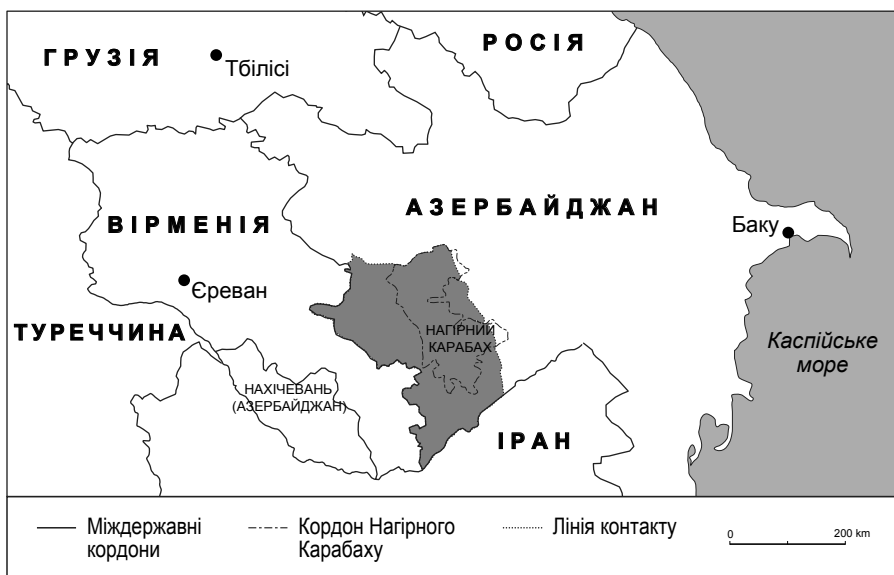 РОСІЯ
ГРУЗІЯ
Тбілісі
АЗЕРБАЙДЖАН
ВІРМЕНІЯ
Баку
Єреван
ТУРЕЧЧИНА
НАГІРНИЙ
КАРАБАХ
Каспійське
море
НАХІЧЕВАНЬ
(АЗЕРБАЙДЖАН)
ІРАН
Міждержавні
кордони
Кордон Нагірного
Карабаху
Лінія контакту
0 200 km